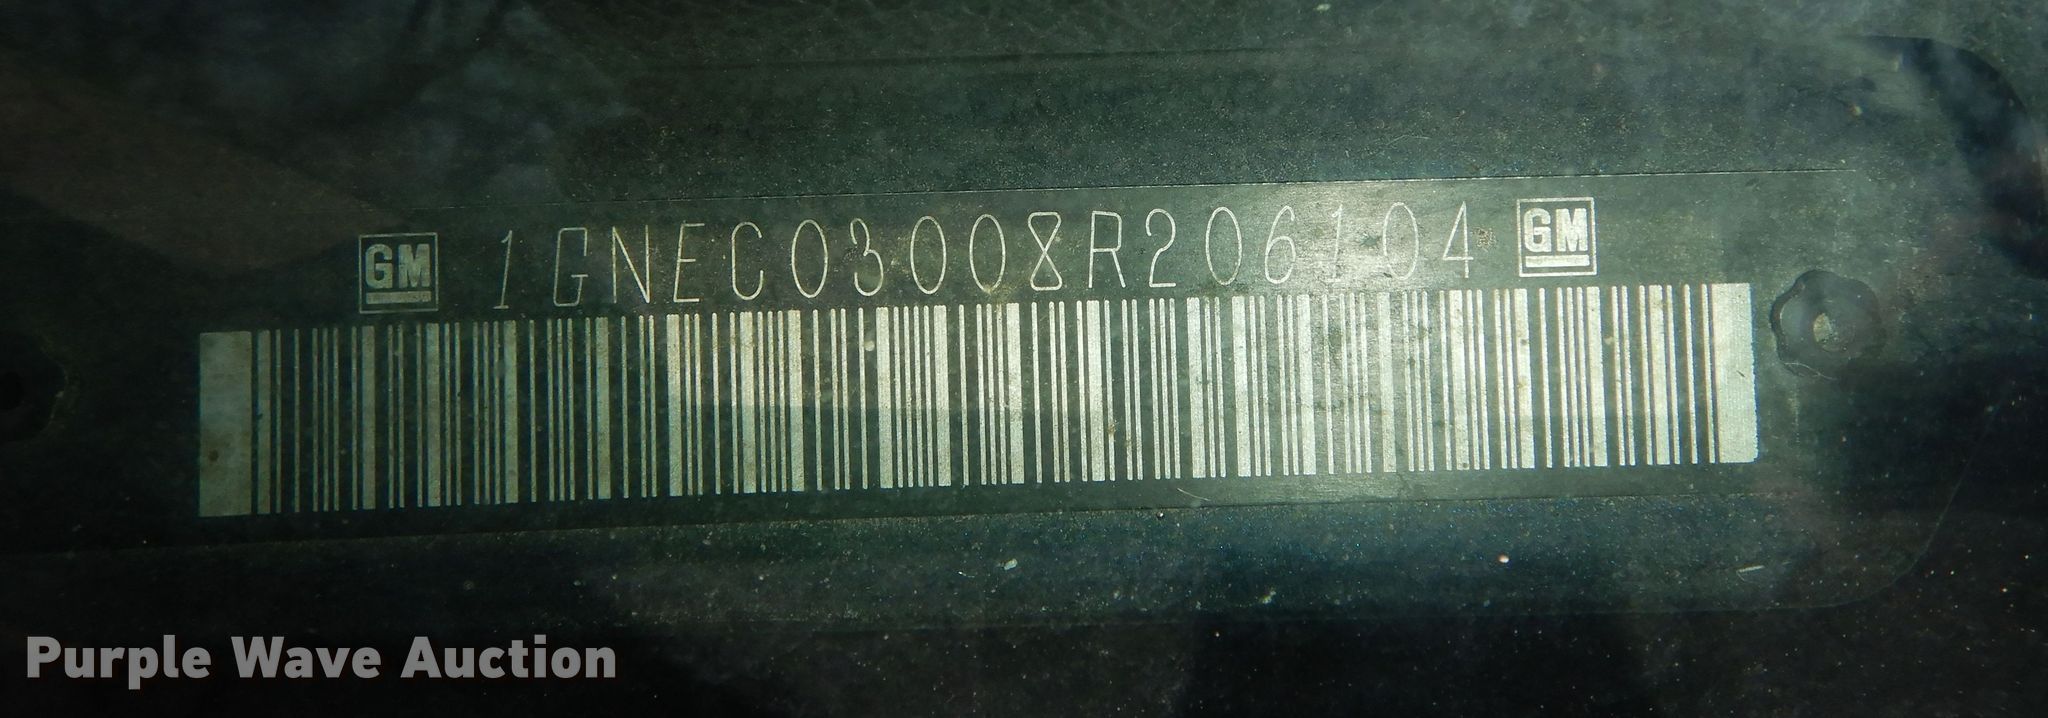 GM 1GNEC03008R206104 GM
Purple Wave Auction